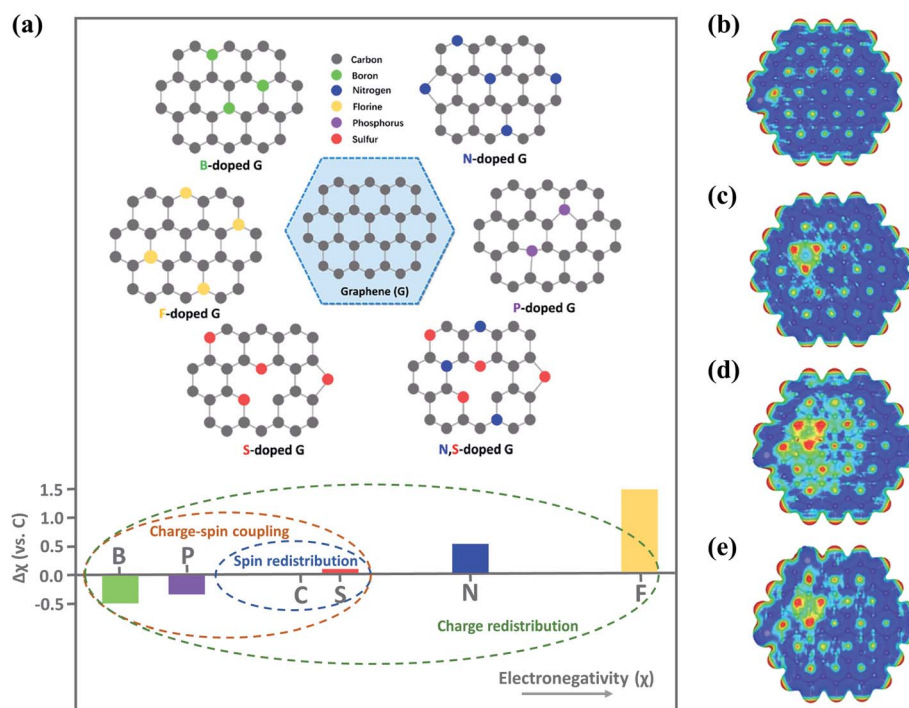 (a)
Carbon
Boron
Nitrogen
Florine
Phosphorus
Sulfur
B-doped G
N-doped G
Graphene (G)
F-doped G
P-doped G
S-doped G
N,S-doped G
Δχ (vs. C)
1.5
1.0
0.5
0.0
-0.5
Charge-spin coupling
Spin redistribution
Charge redistribution
B
P
C
S
N
F
Electronegativity (χ)
(b)
(c)
(d)
(e)